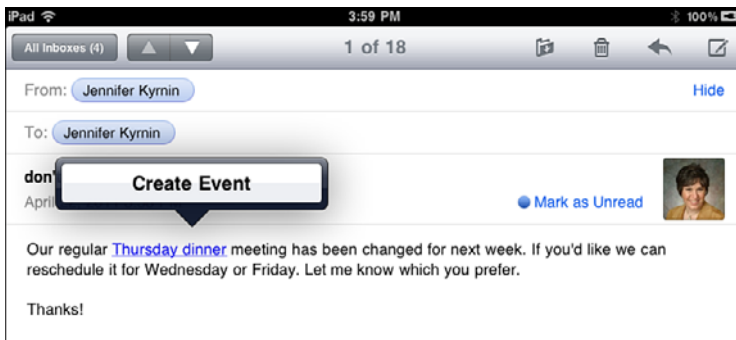 iPad 3:59 PM 100%
All Inboxes (4) 1 of 18
From: Jennifer Kyrnin Hide
To: Jennifer Kyrnin
don'
Create Event
April
Mark as Unread
Our regular Thursday dinner meeting has been changed for next week. If you'd like we can
reschedule it for Wednesday or Friday. Let me know which you prefer.
Thanks!